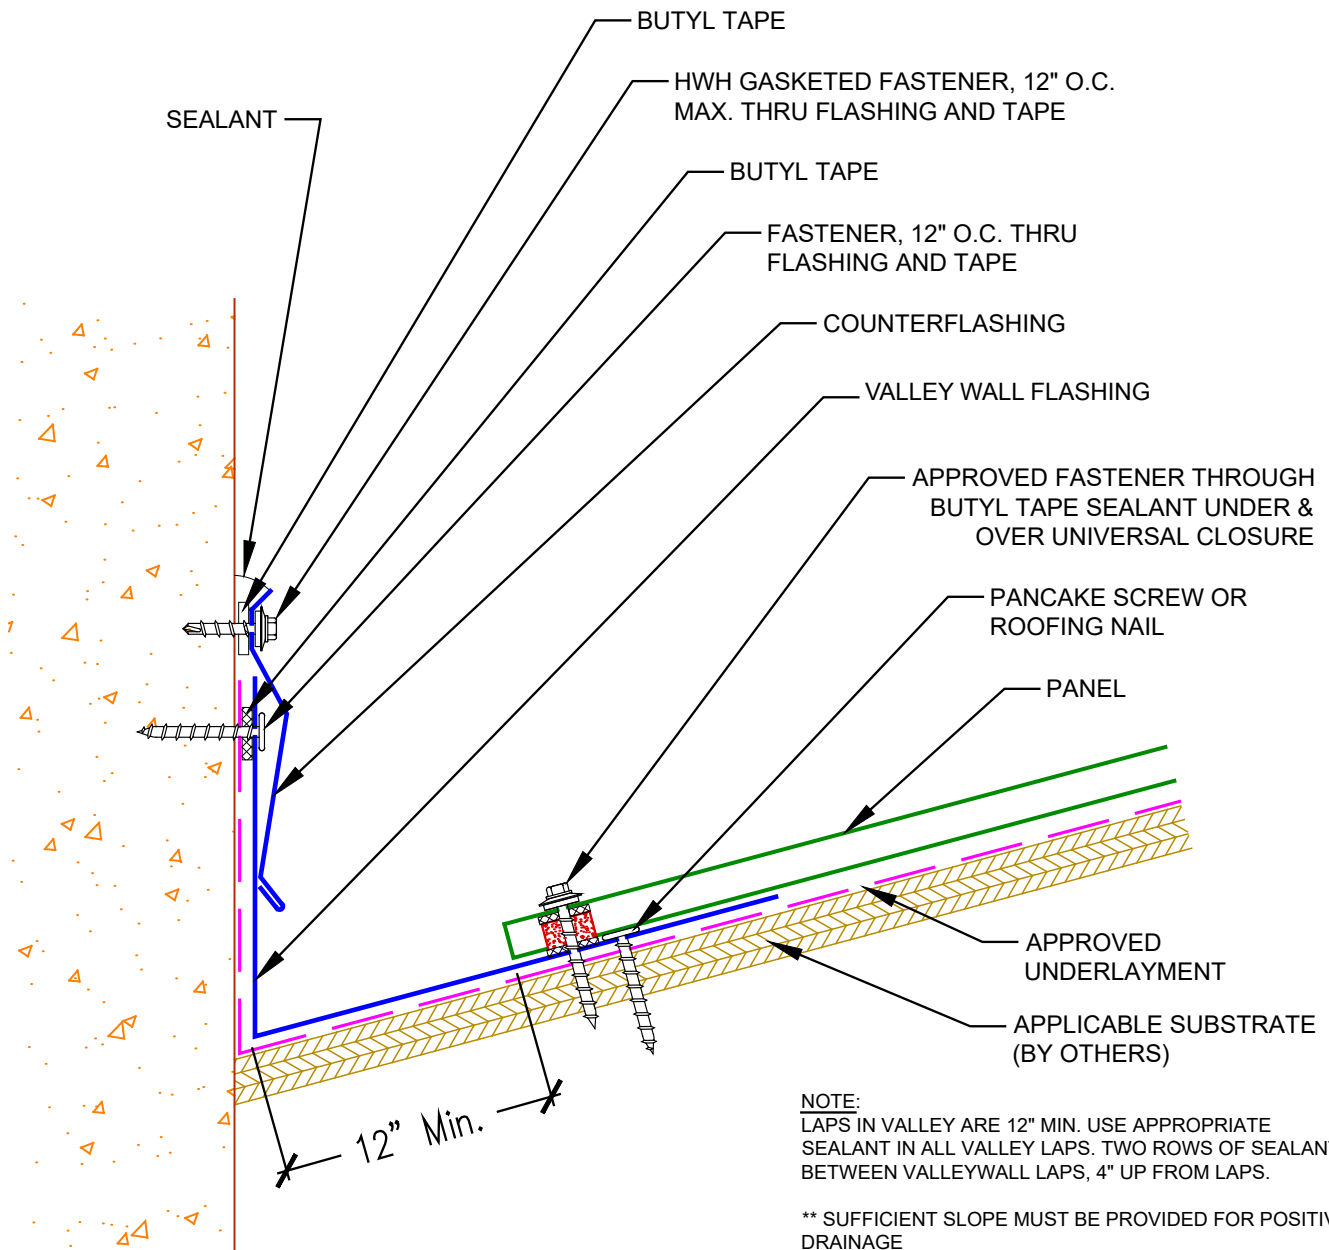 BUTYL TAPE
HWH GASKETED FASTENER, 12" O.C.
MAX. THRU FLASHING AND TAPE
SEALANT
BUTYL TAPE
FASTENER, 12" O.C. THRU
FLASHING AND TAPE
COUNTERFLASHING
VALLEY WALL FLASHING
APPROVED FASTENER THROUGH
BUTYL TAPE SEALANT UNDER &
OVER UNIVERSAL CLOSURE
PANCAKE SCREW OR
ROOFING NAIL
PANEL
APPROVED
UNDERLAYMENT
APPLICABLE SUBSTRATE
(BY OTHERS)
12" Min.
NOTE:
LAPS IN VALLEY ARE 12" MIN. USE APPROPRIATE
SEALANT IN ALL VALLEY LAPS. TWO ROWS OF SEALANT
BETWEEN VALLEYWALL LAPS, 4" UP FROM LAPS.
** SUFFICIENT SLOPE MUST BE PROVIDED FOR POSITIV
DRAINAGE